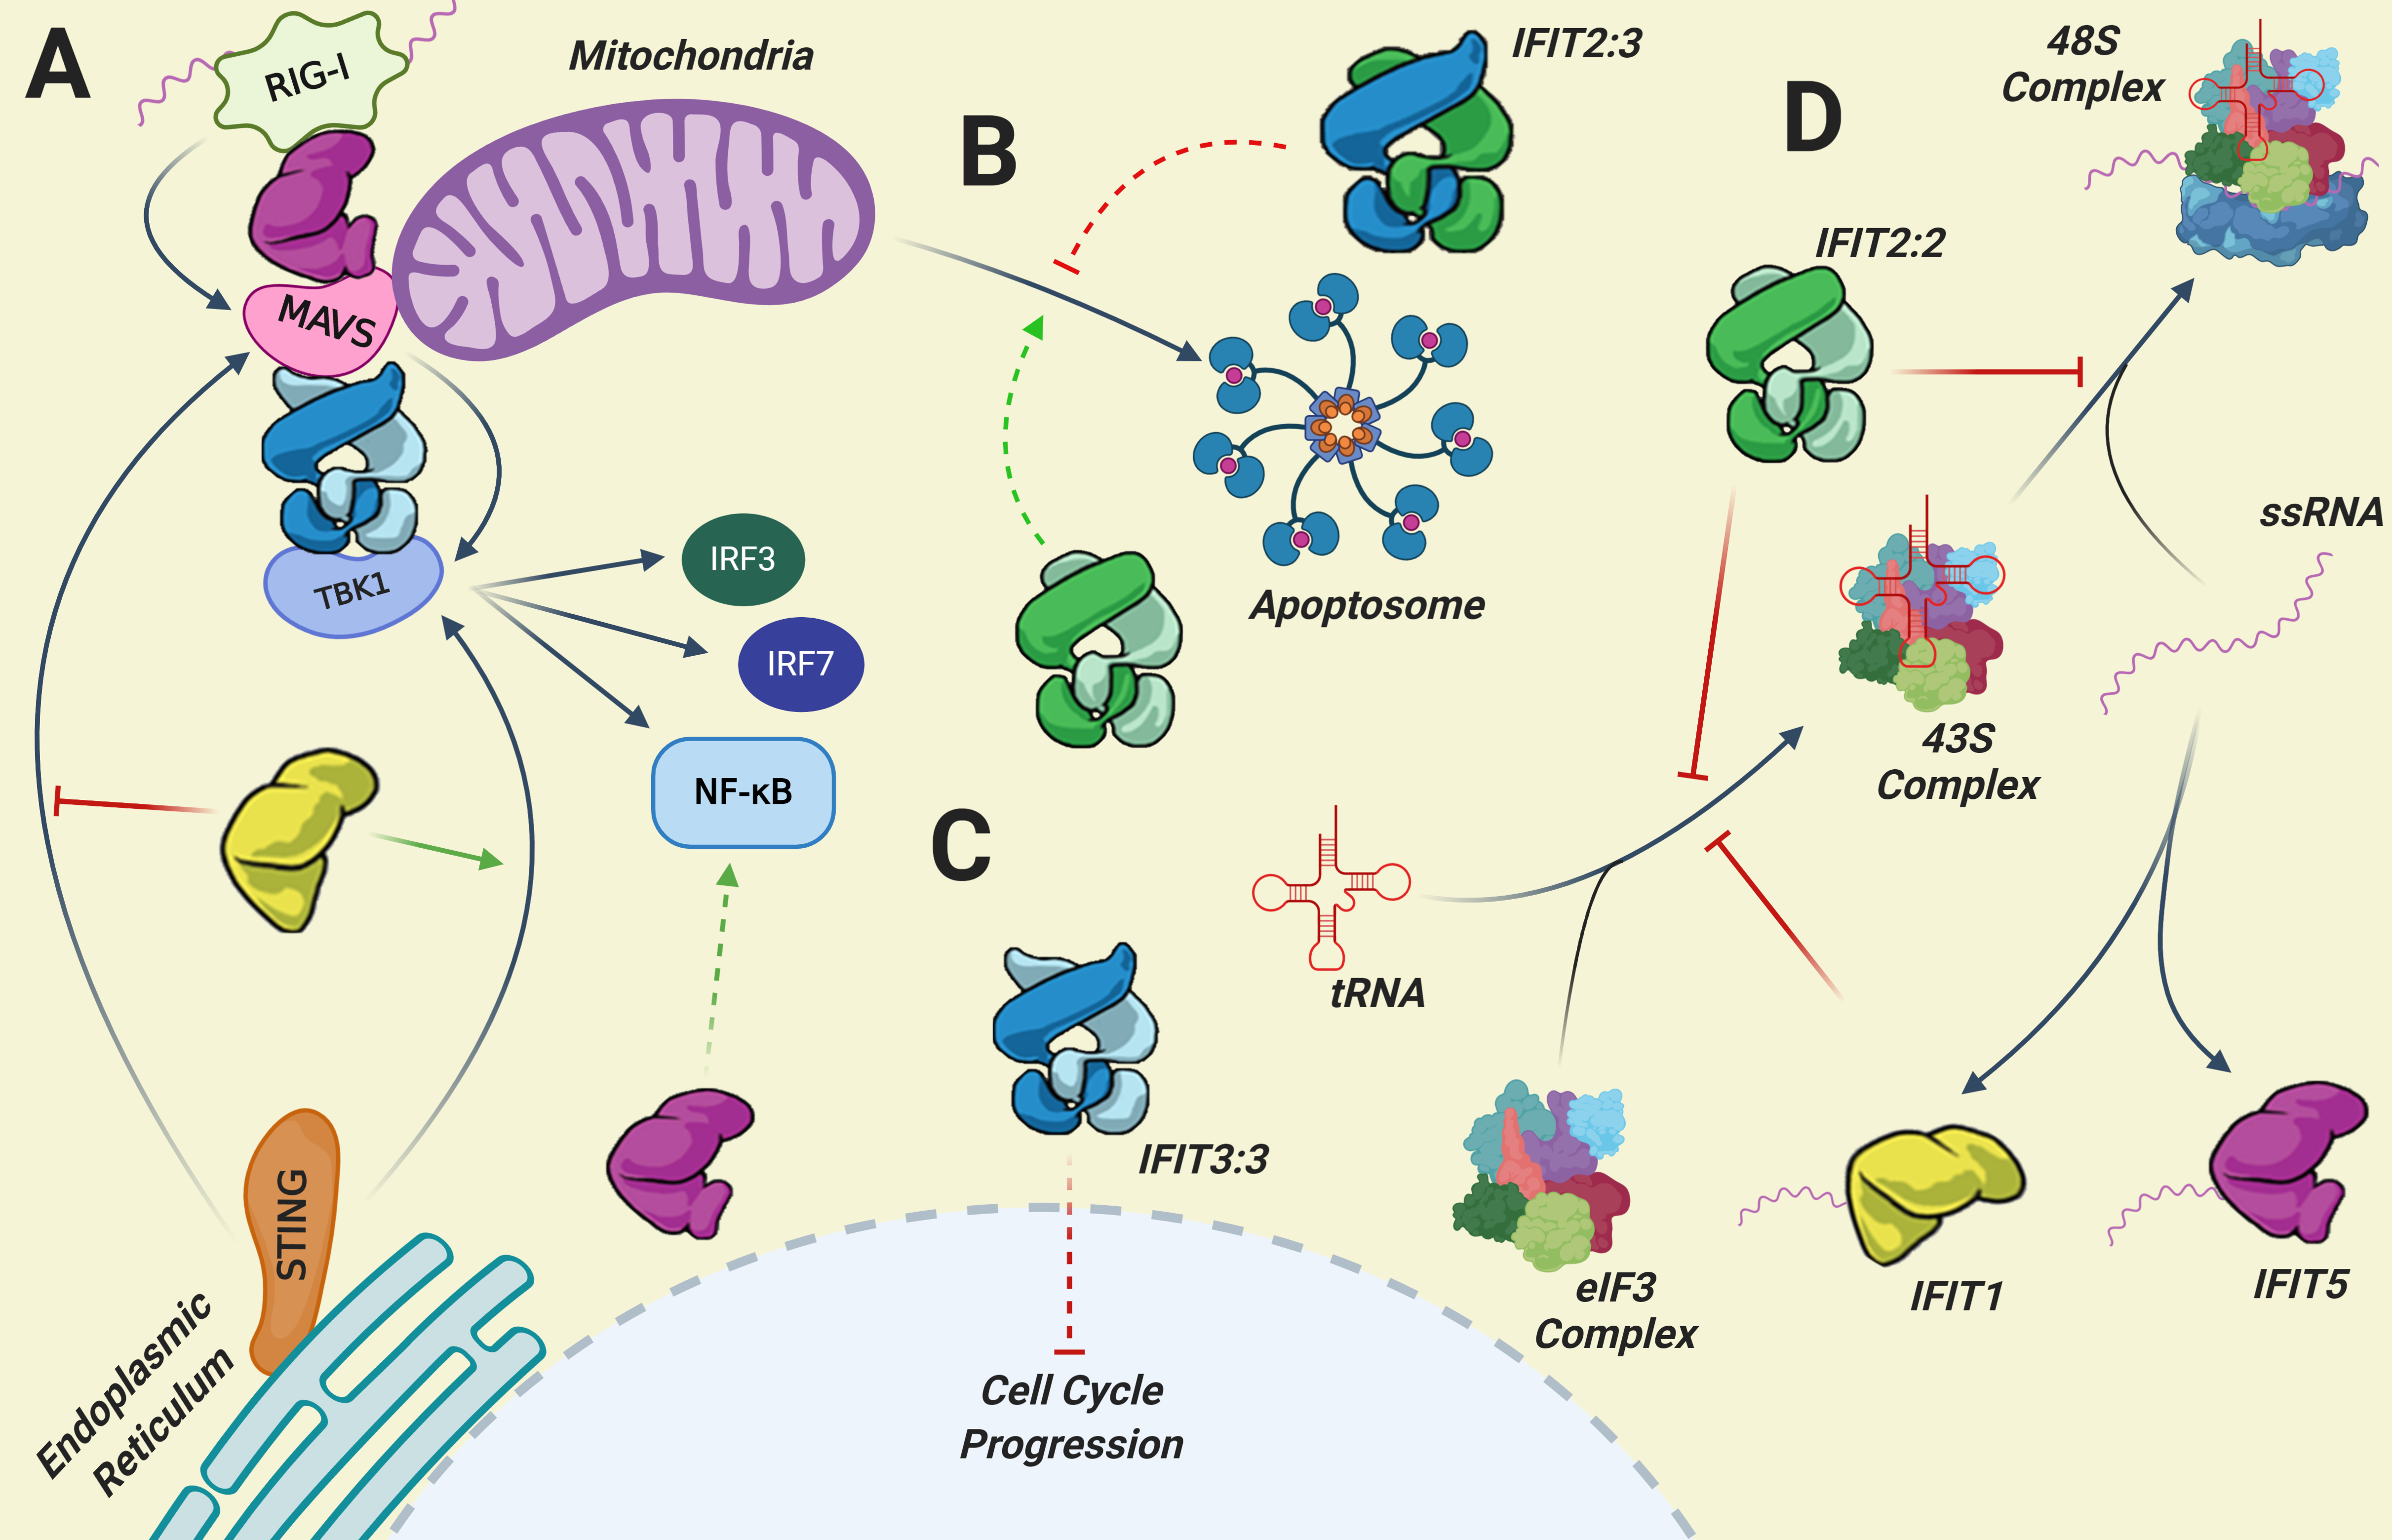 A
RIG-I
Mitochondria
MAVS
TBK1
IRF3
IRF7
NF-κB
STING
Endoplasmic
Reticulum
B
IFIT2:3
Apoptosome
C
IFIT3:3
Cell Cycle
Progression
D
48S
Complex
IFIT2:2
ssRNA
43S
Complex
tRNA
eIF3
Complex
IFIT1
IFIT5